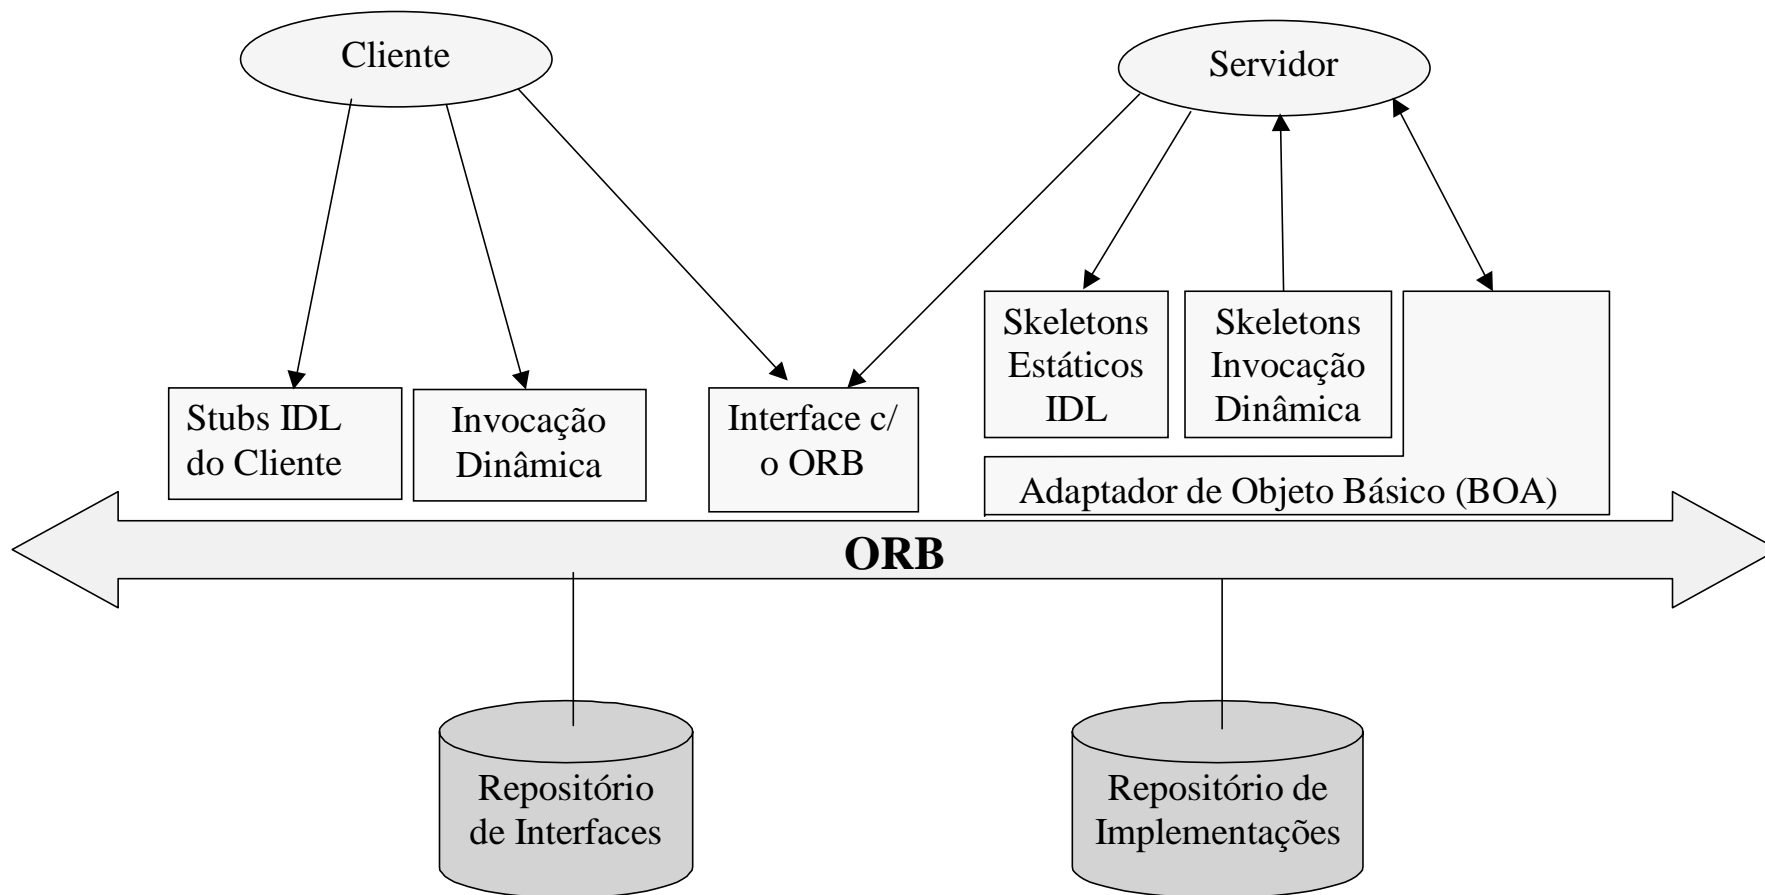 Cliente
Servidor
Skeletons
Estáticos
IDL
Skeletons
Invocação
Dinâmica
Stubs IDL
do Cliente
Invocação
Dinâmica
Interface c/
o ORB
Adaptador de Objeto Básico (BOA)
ORB
Repositório
de Interfaces
Repositório de
Implementações